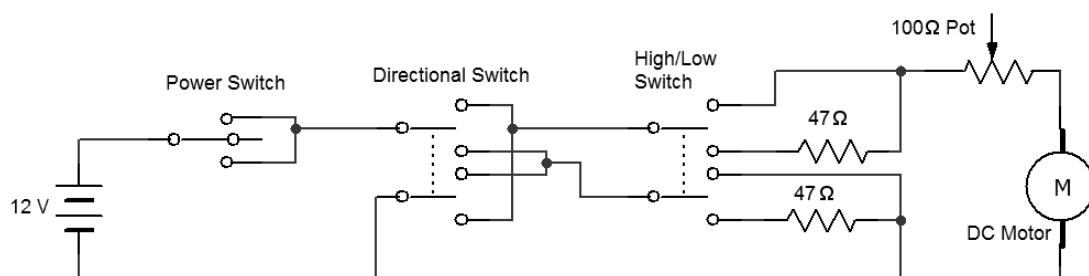 100Ω Pot
High/Low
Switch
Directional Switch
Power Switch
47Ω
12 V
47Ω
M
DC Motor